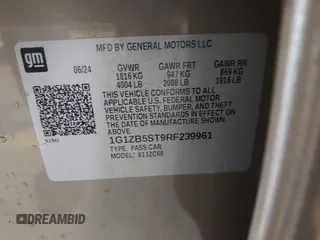 gm
MFD BY GENERAL MOTORS LLC
06/24
GVWR GAWR FRT GAWR RR
1816 KG 947 KG 869 KG
4004 LB 2088 LB 1916 LB
THIS VEHICLE CONFORMS TO ALL APPLICABLE
U.S. FEDERAL MOTOR
VEHICLE SAFETY, BUMPER, AND THEFT
PREVENTION STANDARDS IN EFFECT ON THE
DATE OF MANUFACTURE SHOWN ABOVE.
1G1ZB5ST9RF239961
TYPE: PASS.CAR
MODEL:
DREAMBID